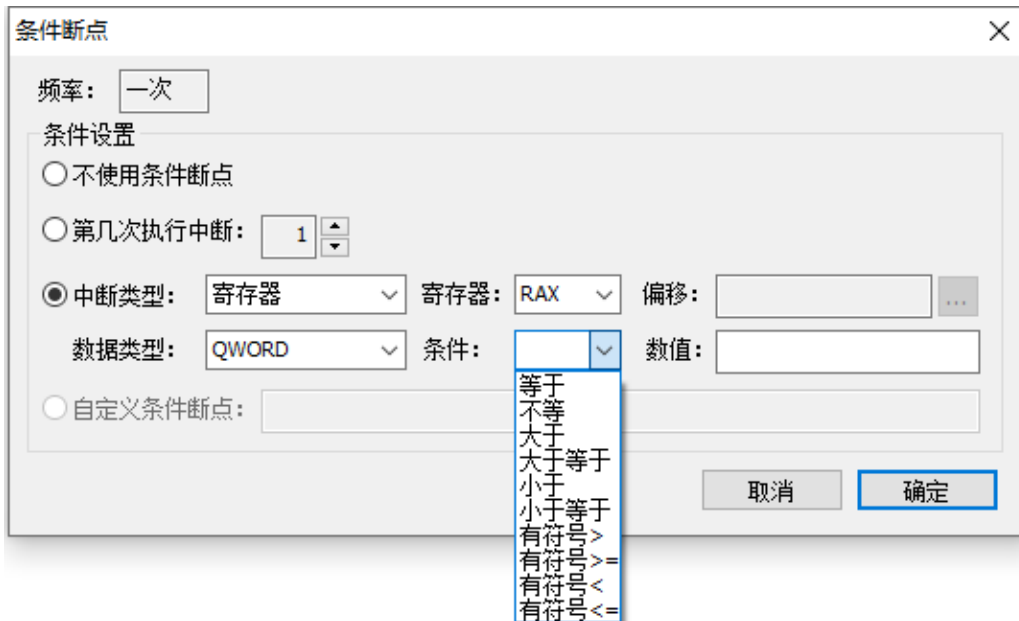 条件断点
频率： 一次
条件设置
不使用条件断点
第几次执行中断： 1
中断类型： 寄存器 寄存器： RAX 偏移： ...
数据类型： QWORD 条件： 数值：
等于
不等
自定义条件断点：
大于
大于等于
小于
小于等于
取消 确定
有符号>
有符号>=
有符号<
有符号<=